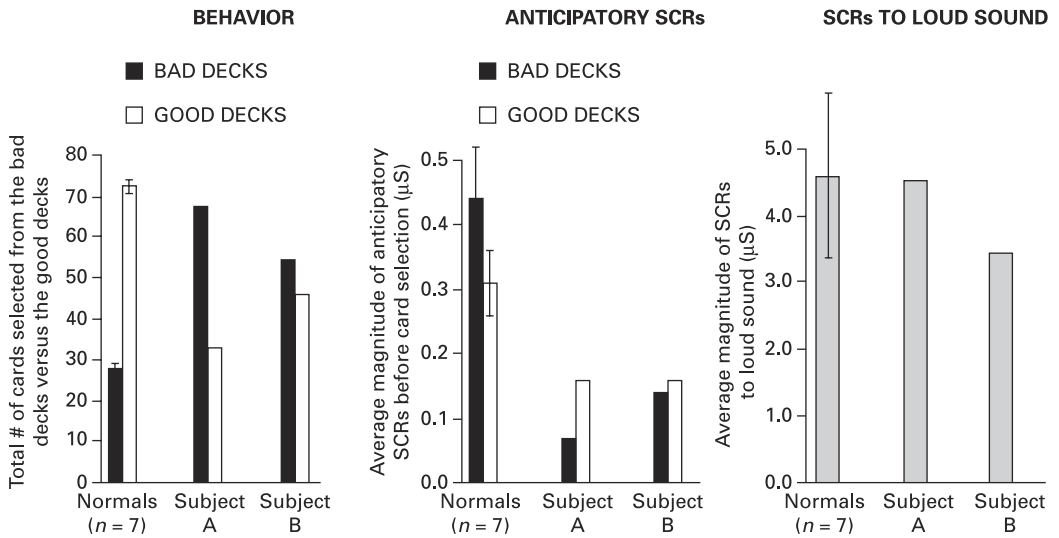 BEHAVIOR
BAD DECKS
GOOD DECKS
Total # of cards selected from the bad
decks versus the good decks
80
70
60
50
40
30
20
10
0
Normals
(n = 7)
Subject
A
Subject
B
ANTICIPATORY SCRs
BAD DECKS
GOOD DECKS
Average magnitude of anticipatory
SCRs before card selection (μS)
0.5
0.4
0.3
0.2
0.1
0.0
Normals
(n = 7)
Subject
A
Subject
B
SCRs TO LOUD SOUND
Average magnitude of SCRs
to loud sound (μS)
5.0
4.0
3.0
2.0
1.0
0.0
Normals
(n = 7)
Subject
A
Subject
B